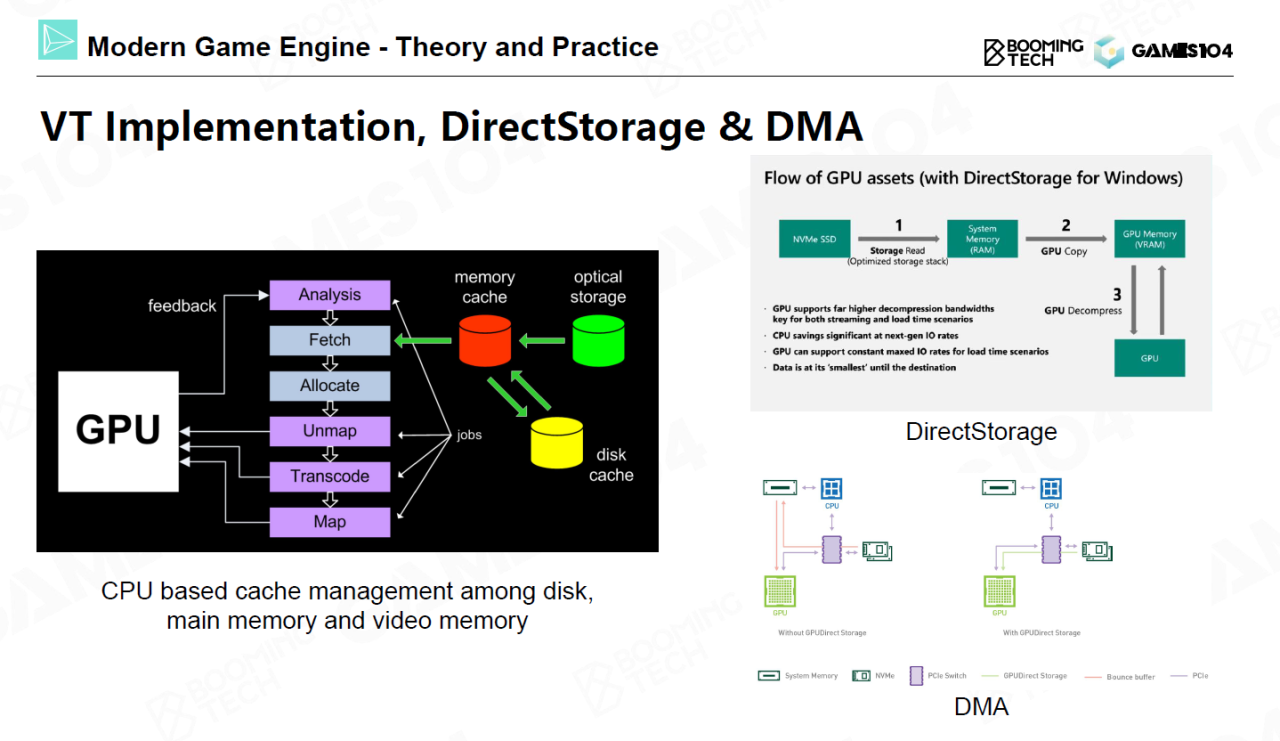 Modern Game Engine - Theory and Practice
BOOMING
TECH
GAMES104
VT Implementation, DirectStorage & DMA
feedback
Analysis
Fetch
Allocate
Unmap
Transcode
Map
GPU
memory
cache
optical
storage
jobs
disk
cache
CPU based cache management among disk,
main memory and video memory
Flow of GPU assets (with DirectStorage for Windows)
NVMe SSD
1
Storage Read
(Optimized storage stack)
System
Memory
(RAM)
2
GPU Copy
GPU Memory
(VRAM)
3
GPU Decompress
GPU
· GPU supports far higher decompression bandwidths
key for both streaming and load time scenarios
· CPU savings significant at next-gen IO rates
· GPU can support constant maxed IO rates for load time scenarios
· Data is at its 'smallest' until the destination
DirectStorage
CPU
GPU
Without GPUDirect Storage
CPU
GPU
With GPUDirect Storage
System Memory
NVMe
PCIe Switch
GPUDirect Storage
Bounce buffer
PCIe
DMA